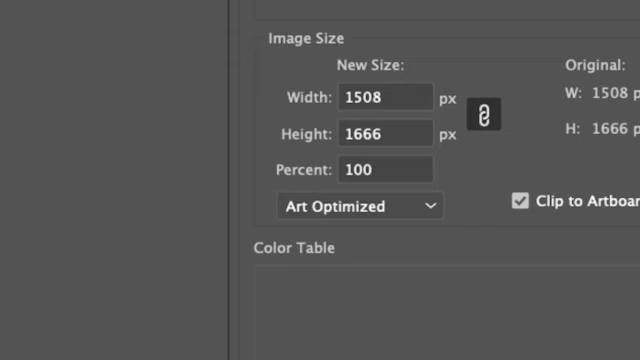 Image Size
New Size: Original:
Width: 1508 px W: 1508 p
Height: 1666 px H: 1666 p
Percent: 100
Art Optimized Clip to Artboar
Color Table